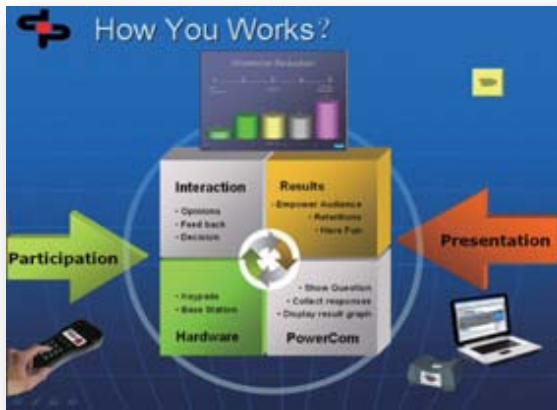 How You Works?
Interaction
• Opinions
• Feed back
• Decision
Results
• Empower Audience
• Retentions
• Have Fun
Participation
Presentation
• Keypads
• Base Station
Hardware
• Show Question
• Collect responses
• Display result graph
PowerCom